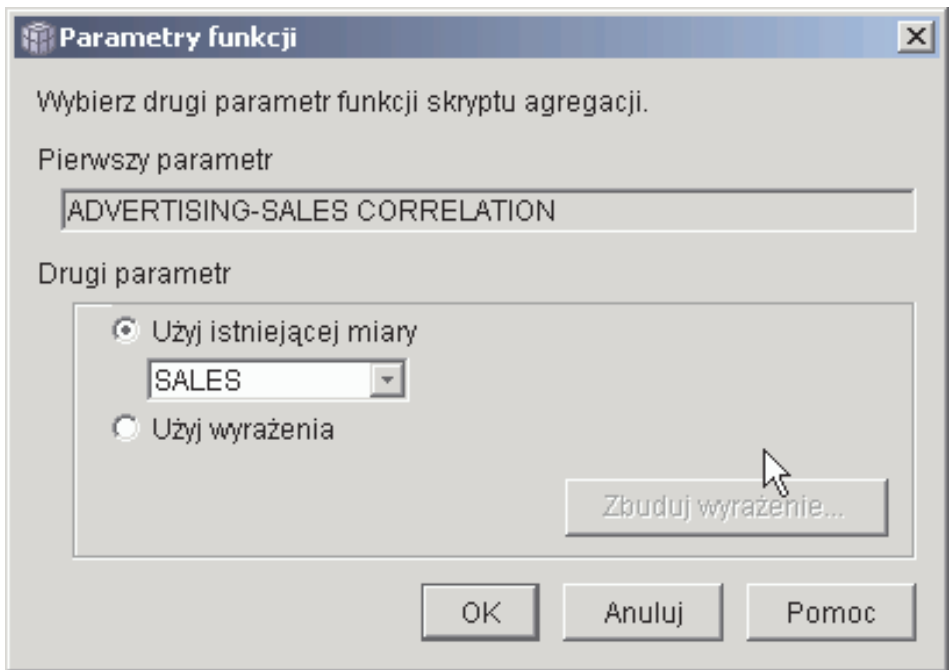 Parametry funkcji
Wybierz drugi parametr funkcji skryptu agregacji.
Pierwszy parametr
ADVERTISING-SALES CORRELATION
Drugi parametr
Użyj istniejącej miary
SALES
Użyj wyrażenia
Zbuduj wyrażenie...
OK Anuluj Pomoc